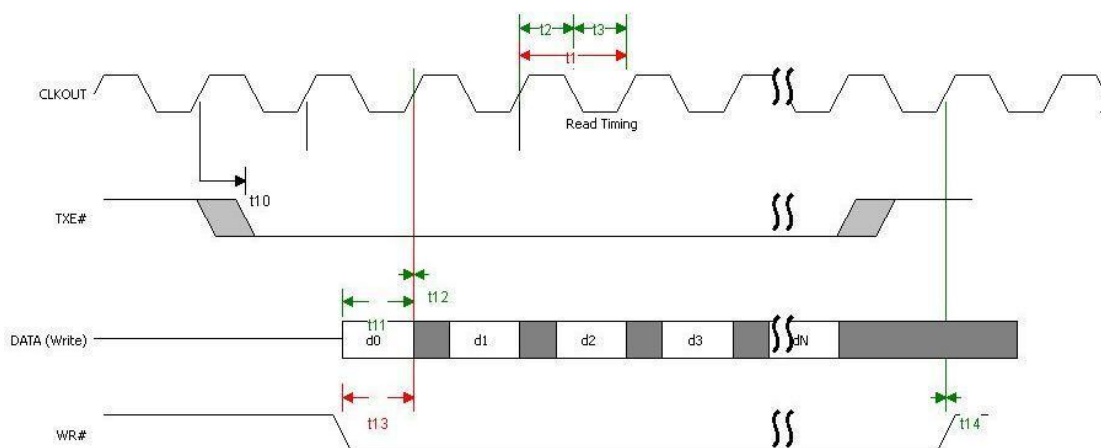 t2 t3
t1
CLKOUT
Read Timing
t10
TXE#
t12
t11
DATA (Write) d0 d1 d2 d3 dN
t13 t14
WR#